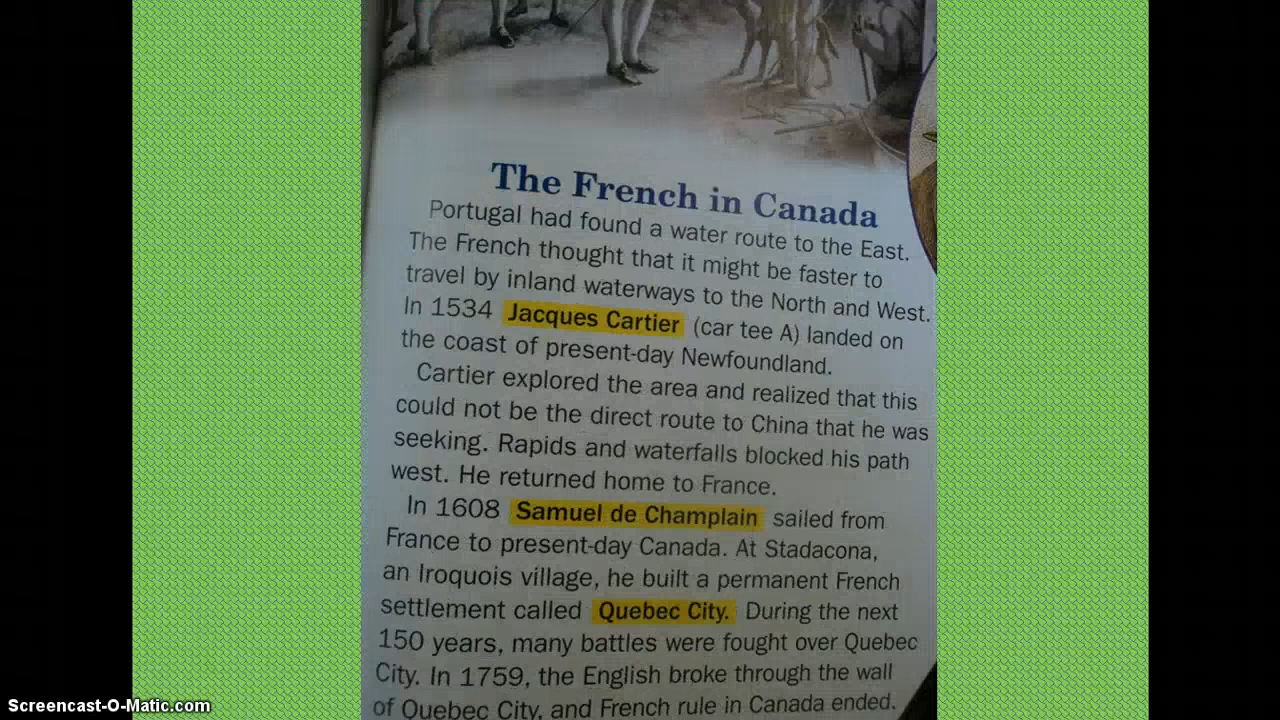 The French in Canada
Portugal had found a water route to the East.
The French thought that it might be faster to
travel by inland waterways to the North and West.
In 1534 Jacques Cartier (car tee A) landed on
the coast of present-day Newfoundland.
Cartier explored the area and realized that this
could not be the direct route to China that he was
seeking. Rapids and waterfalls blocked his path
west. He returned home to France.
In 1608 Samuel de Champlain sailed from
France to present-day Canada. At Stadacona,
an Iroquois village, he built a permanent French
settlement called Quebec City. During the next
150 years, many battles were fought over Quebec
City. In 1759, the English broke through the wall
of Quebec City, and French rule in Canada ended.
Screencast-O-Matic.com